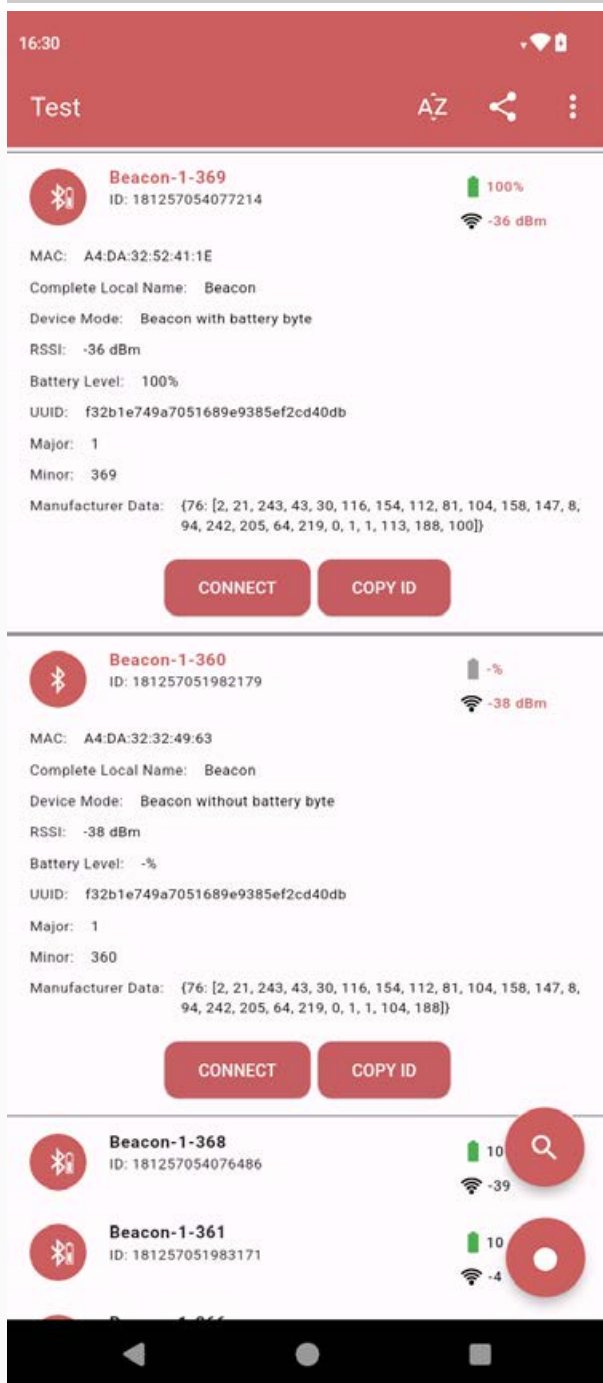 16:30
Test
AZ
Beacon-1-369
ID: 181257054077214
100%
-36 dBm
MAC: A4:DA:32:52:41:1E
Complete Local Name: Beacon
Device Mode: Beacon with battery byte
RSSI: -36 dBm
Battery Level: 100%
UUID: f32b1e749a7051689e9385ef2cd40db
Major: 1
Minor: 369
Manufacturer Data: {76: [2, 21, 243, 43, 30, 116, 154, 112, 81, 104, 158, 147, 8,
94, 242, 205, 64, 219, 0, 1, 1, 113, 188, 100]}
CONNECT COPY ID
Beacon-1-360
ID: 181257051982179
-%
-38 dBm
MAC: A4:DA:32:32:49:63
Complete Local Name: Beacon
Device Mode: Beacon without battery byte
RSSI: -38 dBm
Battery Level: -%
UUID: f32b1e749a7051689e9385ef2cd40db
Major: 1
Minor: 360
Manufacturer Data: {76: [2, 21, 243, 43, 30, 116, 154, 112, 81, 104, 158, 147, 8,
94, 242, 205, 64, 219, 0, 1, 1, 104, 188]}
CONNECT COPY ID
Beacon-1-368
ID: 181257054076486
10
-39
Beacon-1-361
ID: 181257051983171
10
-4